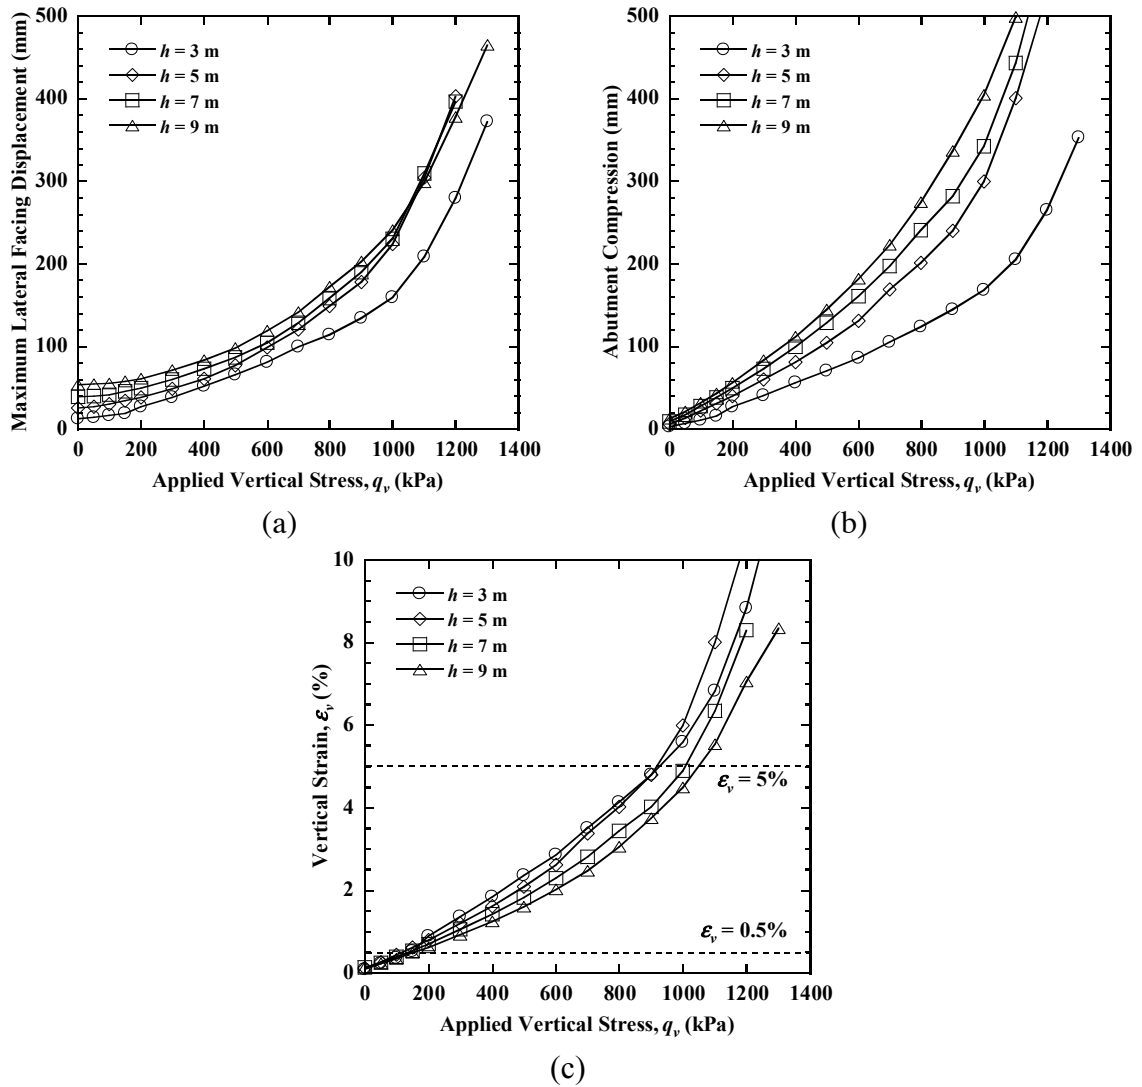 Maximum Lateral Facing Displacement (mm)
500
400
300
200
100
0
h = 3 m
h = 5 m
h = 7 m
h = 9 m
0 200 400 600 800 1000 1200 1400
Applied Vertical Stress, qv (kPa)
(a)
Abutment Compression (mm)
500
400
300
200
100
0
h = 3 m
h = 5 m
h = 7 m
h = 9 m
0 200 400 600 800 1000 1200 1400
Applied Vertical Stress, qv (kPa)
(b)
Vertical Strain, εv (%)
10
8
6
4
2
0
h = 3 m
h = 5 m
h = 7 m
h = 9 m
εv = 5%
εv = 0.5%
0 200 400 600 800 1000 1200 1400
Applied Vertical Stress, qv (kPa)
(c)